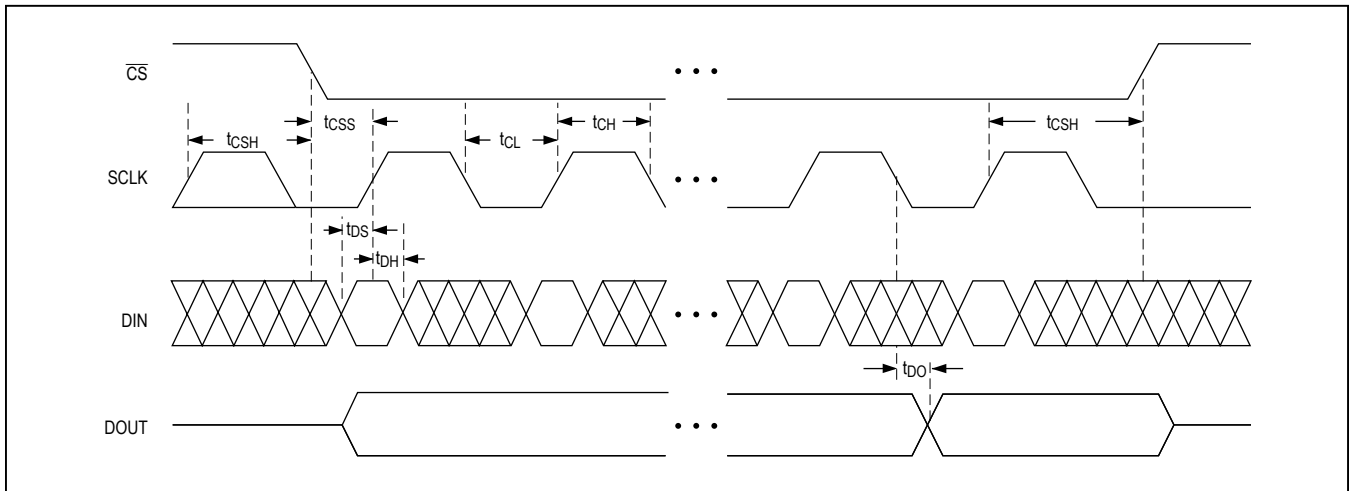 CS
tCSS
tCL
tCH
tCSH
tCSH
SCLK
tDS
tDH
DIN
tDO
DOUT